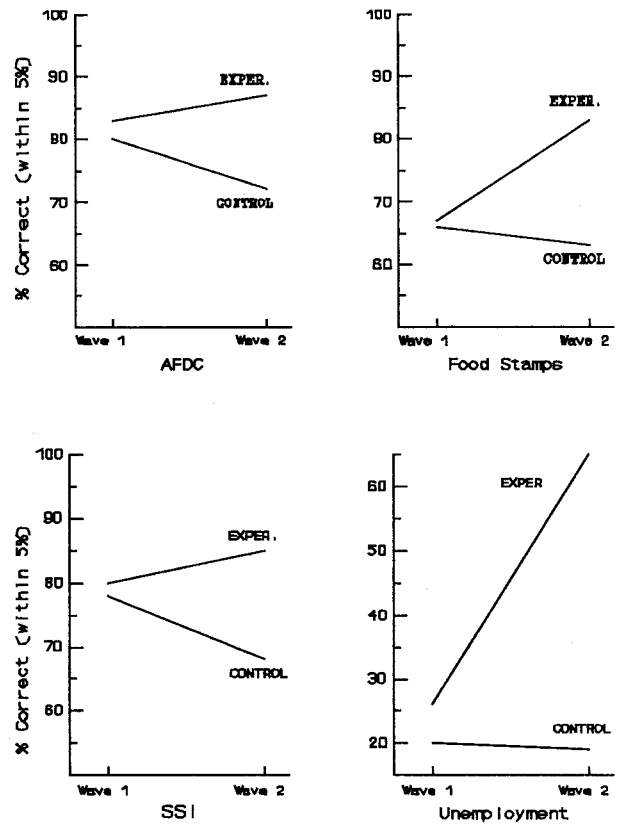 % Correct (within 5%)
100
90
80
70
60
EXPER.
CONTROL
Wave 1
Wave 2
AFDC
100
90
80
70
60
EXPER.
CONTROL
Wave 1
Wave 2
Food Stamps
% Correct (within 5%)
100
90
80
70
60
EXPER.
CONTROL
Wave 1
Wave 2
SSI
60
50
40
30
20
EXPER
CONTROL
Wave 1
Wave 2
Unemployment